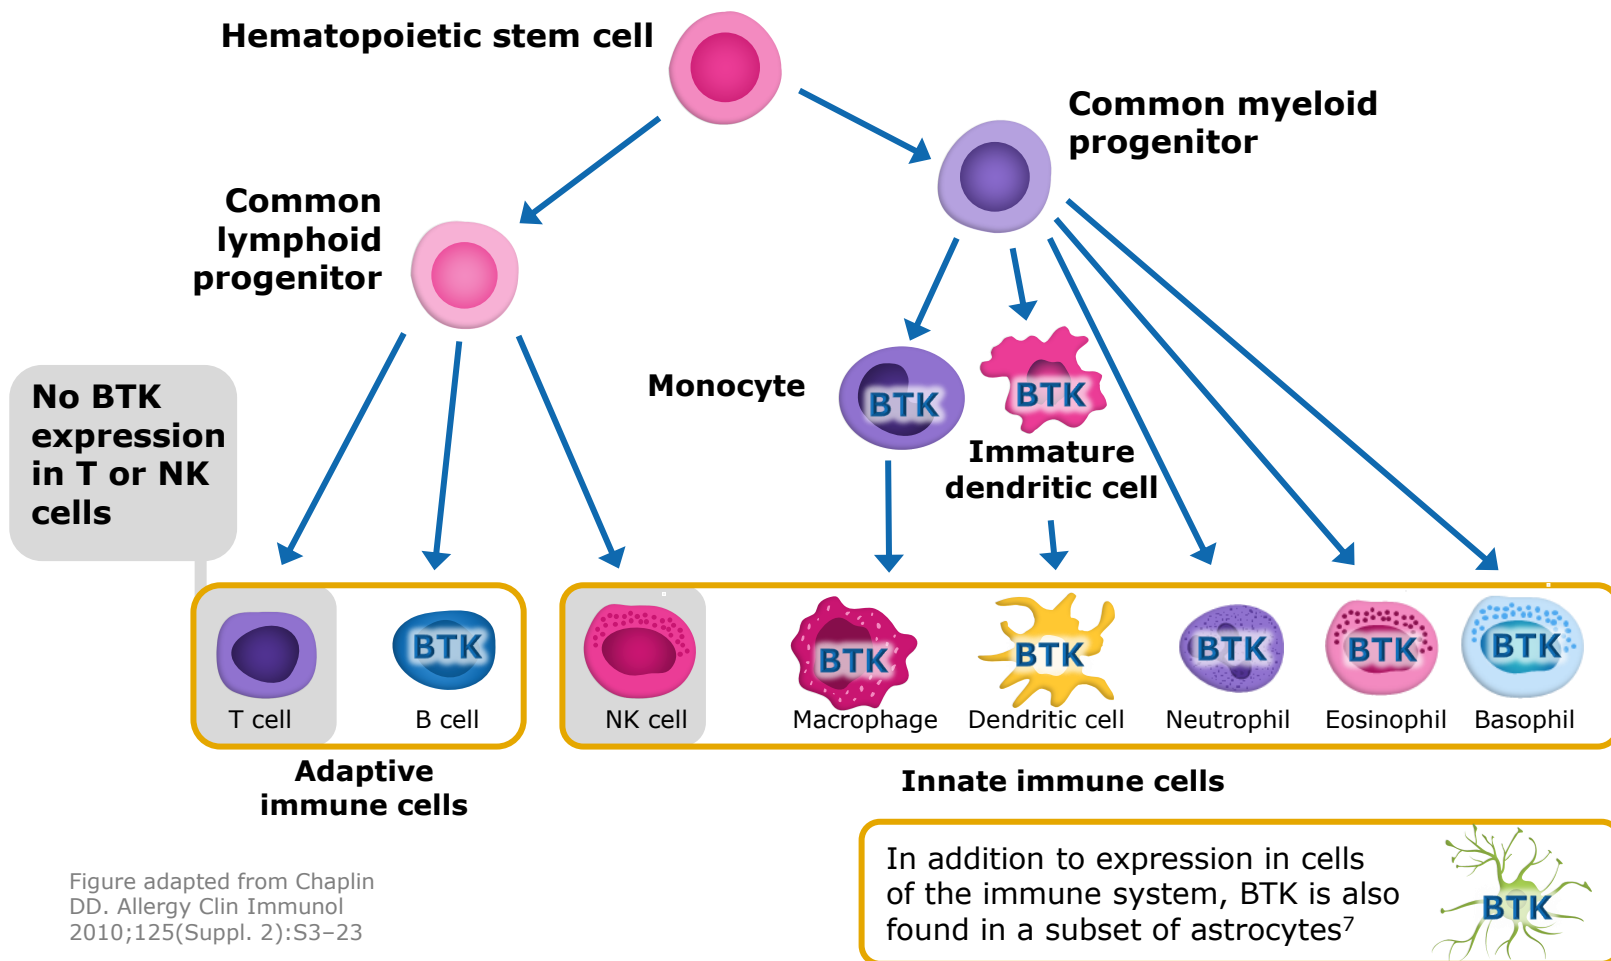 Hematopoietic stem cell
Common myeloid
progenitor
Common
lymphoid
progenitor
No BTK
expression
in T or NK
cells
Monocyte
BTK
BTK
Immature
dendritic cell
T cell
BTK
B cell
NK cell
BTK
Macrophage
BTK
Dendritic cell
BTK
Neutrophil
BTK
Eosinophil
BTK
Basophil
Adaptive
immune cells
Innate immune cells
In addition to expression in cells
of the immune system, BTK is also
found in a subset of astrocytes⁷
BTK
Figure adapted from Chaplin
DD. Allergy Clin Immunol
2010;125(Suppl. 2):S3–23